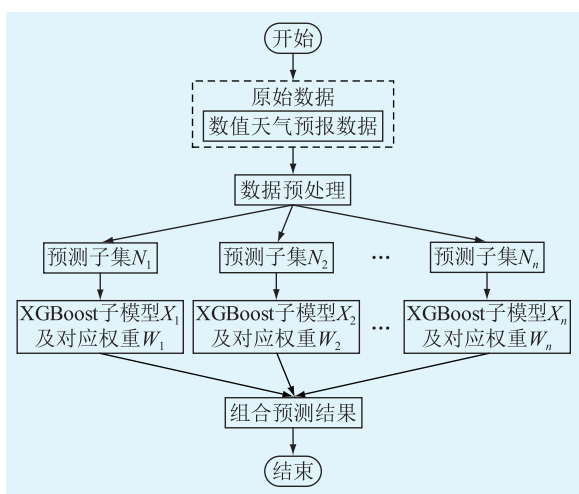 开始
原始数据
数值天气预报数据
数据预处理
预测子集N₁
预测子集N₂
...
预测子集Nₙ
XGBoost子模型X₁
及对应权重W₁
XGBoost子模型X₂
及对应权重W₂
...
XGBoost子模型Xₙ
及对应权重Wₙ
组合预测结果
结束